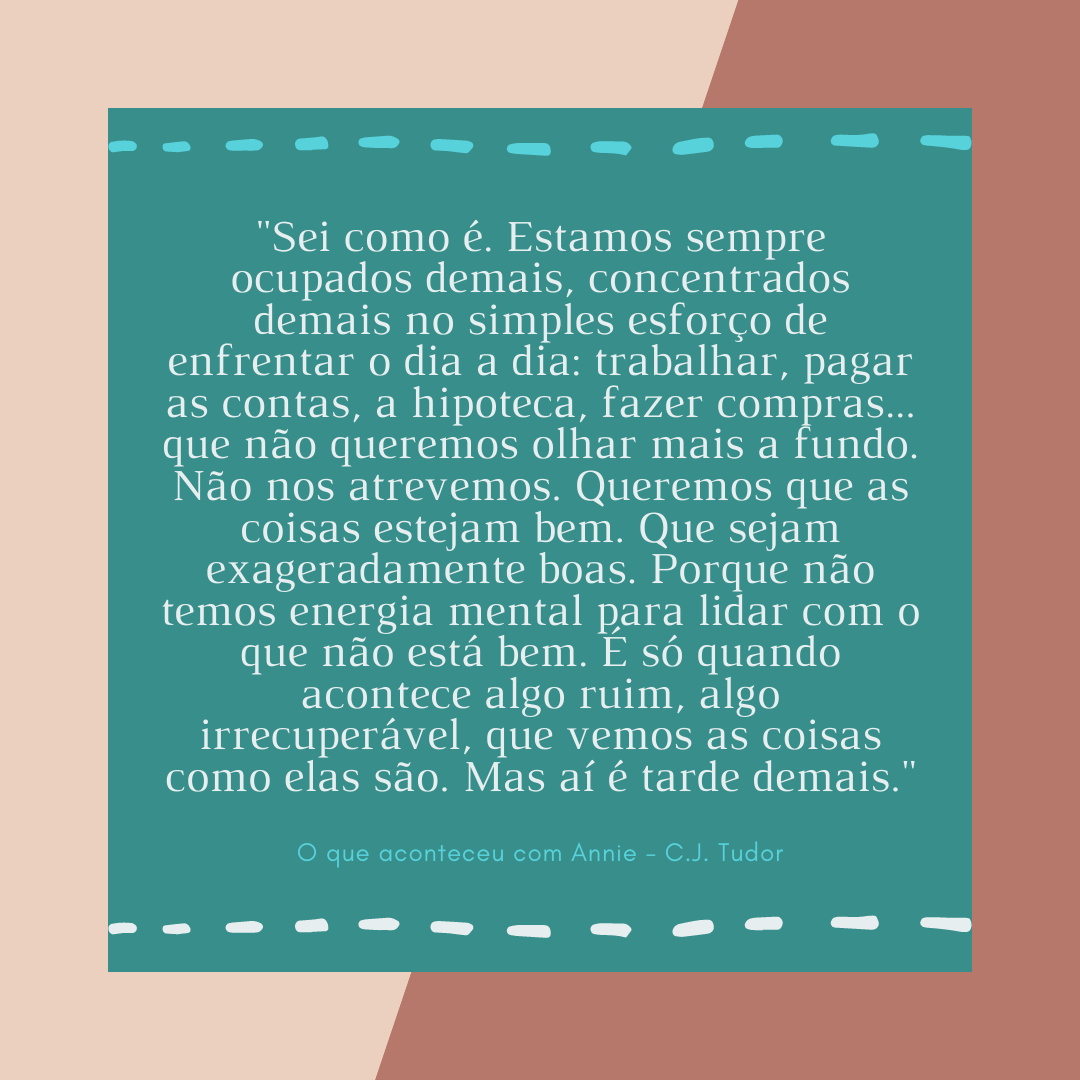 "Sei como é. Estamos sempre
ocupados demais, concentrados
demais no simples esforço de
enfrentar o dia a dia: trabalhar, pagar
as contas, a hipoteca, fazer compras...
que não queremos olhar mais a fundo.
Não nos atrevemos. Queremos que as
coisas estejam bem. Que sejam
exageradamente boas. Porque não
temos energia mental para lidar com o
que não está bem. É só quando
acontece algo ruim, algo
irrecuperável, que vemos as coisas
como elas são. Mas aí é tarde demais."
O que aconteceu com Annie - C.J. Tudor